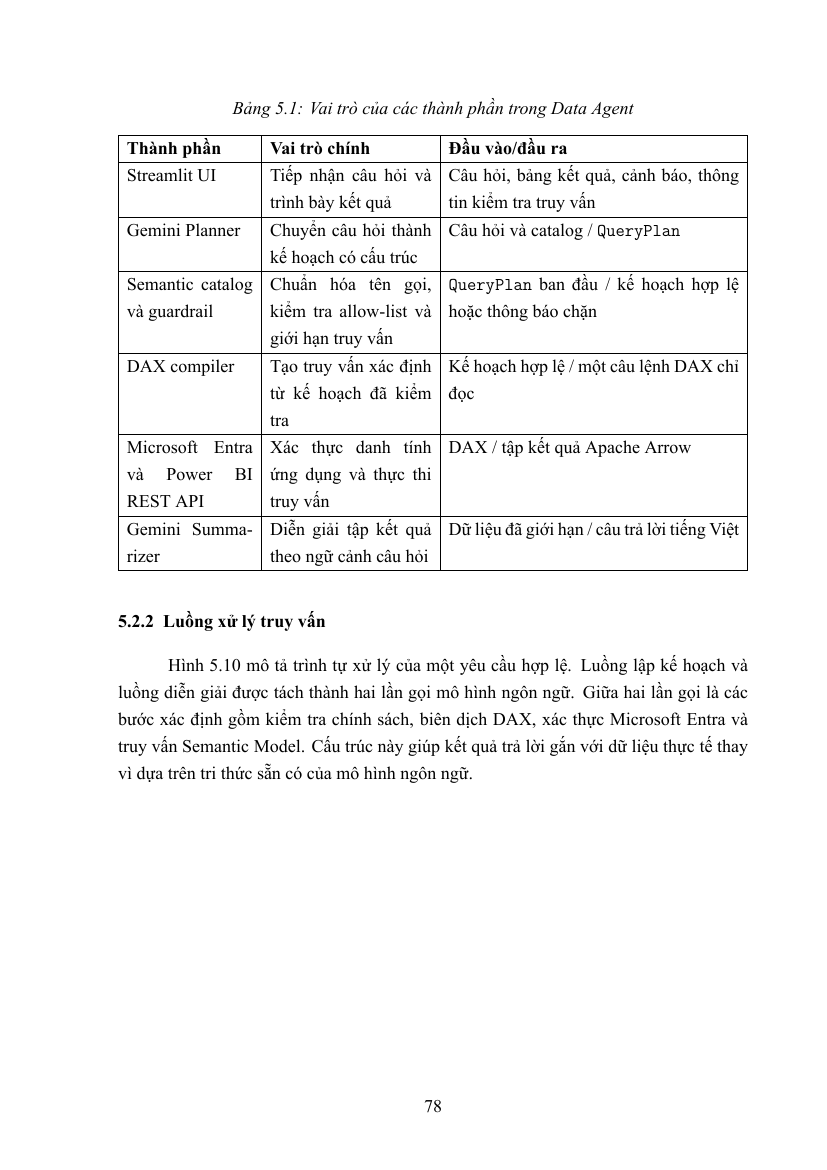 Bảng 5.1: Vai trò của các thành phần trong Data Agent
Thành phần Vai trò chính Đầu vào/đầu ra
Streamlit UI Tiếp nhận câu hỏi và Câu hỏi, bảng kết quả, cảnh báo, thông
trình bày kết quả tin kiểm tra truy vấn
Gemini Planner Chuyển câu hỏi thành Câu hỏi và catalog / QueryPlan
kế hoạch có cấu trúc
Semantic catalog Chuẩn hóa tên gọi, QueryPlan ban đầu / kế hoạch hợp lệ
và guardrail kiểm tra allow-list và hoặc thông báo chặn
giới hạn truy vấn
DAX compiler Tạo truy vấn xác định Kế hoạch hợp lệ / một câu lệnh DAX chỉ
từ kế hoạch đã kiểm đọc
tra
Microsoft Entra Xác thực danh tính DAX / tập kết quả Apache Arrow
và Power BI ứng dụng và thực thi
REST API truy vấn
Gemini Summa- Diễn giải tập kết quả Dữ liệu đã giới hạn / câu trả lời tiếng Việt
rizer theo ngữ cảnh câu hỏi
5.2.2 Luồng xử lý truy vấn
Hình 5.10 mô tả trình tự xử lý của một yêu cầu hợp lệ. Luồng lập kế hoạch và
luồng diễn giải được tách thành hai lần gọi mô hình ngôn ngữ. Giữa hai lần gọi là các
bước xác định gồm kiểm tra chính sách, biên dịch DAX, xác thực Microsoft Entra và
truy vấn Semantic Model. Cấu trúc này giúp kết quả trả lời gắn với dữ liệu thực tế thay
vì dựa trên tri thức sẵn có của mô hình ngôn ngữ.
78